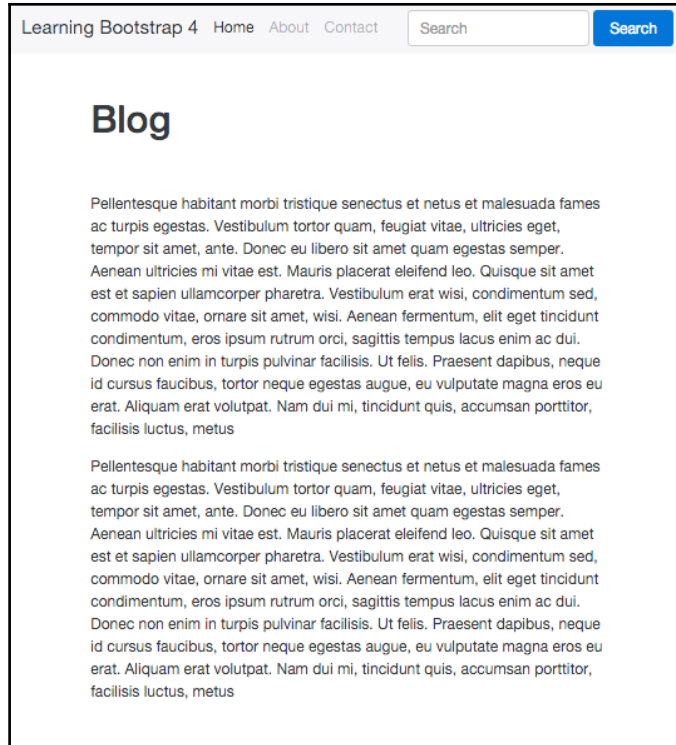 Learning Bootstrap 4 Home About Contact Search Search
Blog
Pellentesque habitant morbi tristique senectus et netus et malesuada fames
ac turpis egestas. Vestibulum tortor quam, feugiat vitae, ultricies eget,
tempor sit amet, ante. Donec eu libero sit amet quam egestas semper.
Aenean ultricies mi vitae est. Mauris placerat eleifend leo. Quisque sit amet
est et sapien ullamcorper pharetra. Vestibulum erat wisi, condimentum sed,
commodo vitae, ornare sit amet, wisi. Aenean fermentum, elit eget tincidunt
condimentum, eros ipsum rutrum orci, sagittis tempus lacus enim ac dui.
Donec non enim in turpis pulvinar facilisis. Ut felis. Praesent dapibus, neque
id cursus faucibus, tortor neque egestas augue, eu vulputate magna eros eu
erat. Aliquam erat volutpat. Nam dui mi, tincidunt quis, accumsan porttitor,
facilisis luctus, metus
Pellentesque habitant morbi tristique senectus et netus et malesuada fames
ac turpis egestas. Vestibulum tortor quam, feugiat vitae, ultricies eget,
tempor sit amet, ante. Donec eu libero sit amet quam egestas semper.
Aenean ultricies mi vitae est. Mauris placerat eleifend leo. Quisque sit amet
est et sapien ullamcorper pharetra. Vestibulum erat wisi, condimentum sed,
commodo vitae, ornare sit amet, wisi. Aenean fermentum, elit eget tincidunt
condimentum, eros ipsum rutrum orci, sagittis tempus lacus enim ac dui.
Donec non enim in turpis pulvinar facilisis. Ut felis. Praesent dapibus, neque
id cursus faucibus, tortor neque egestas augue, eu vulputate magna eros eu
erat. Aliquam erat volutpat. Nam dui mi, tincidunt quis, accumsan porttitor,
facilisis luctus, metus